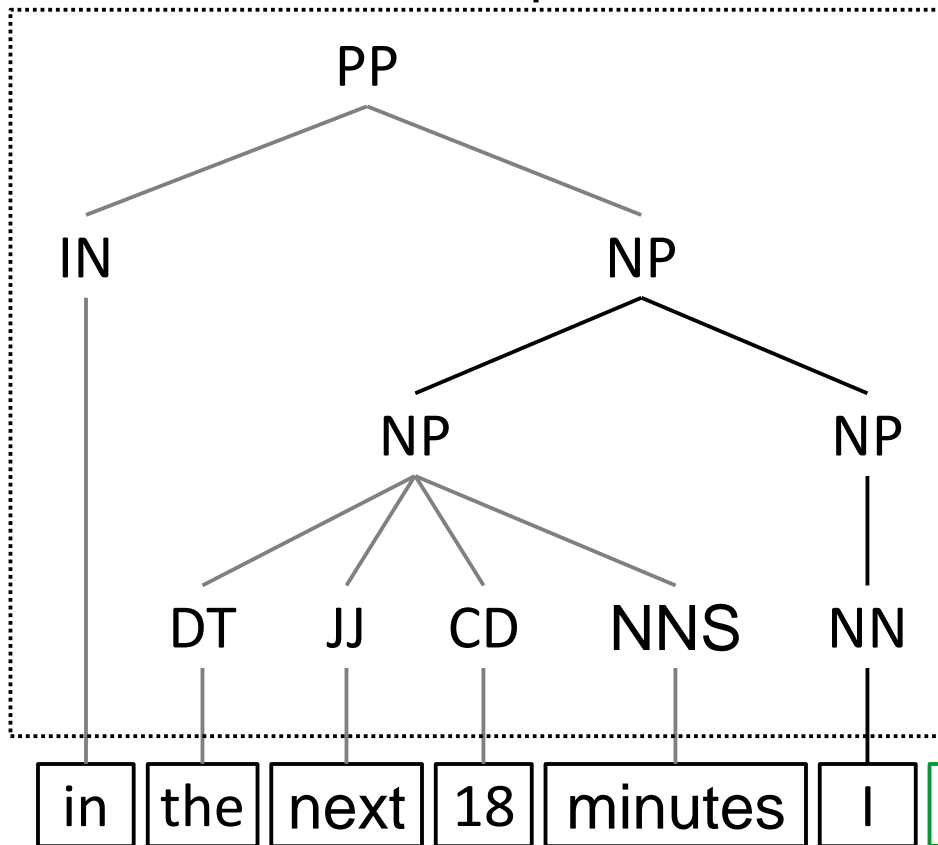 PP
IN NP
NP NP
DT JJ CD NNS NN
in the next 18 minutes I